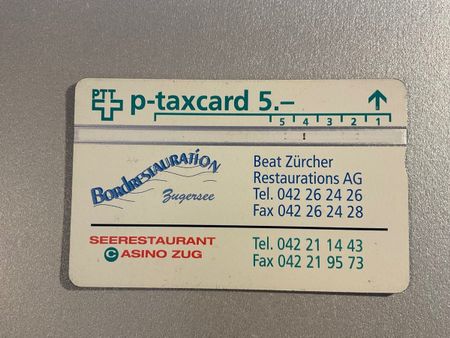 PTT p-taxcard 5.–
5 4 3 2 1
!
BORDRESTAURATION
Zugersee
Beat Zürcher
Restaurations AG
Tel. 042 26 24 26
Fax 042 26 24 28
SEERESTAURANT
CASINO ZUG
Tel. 042 21 14 43
Fax 042 21 95 73